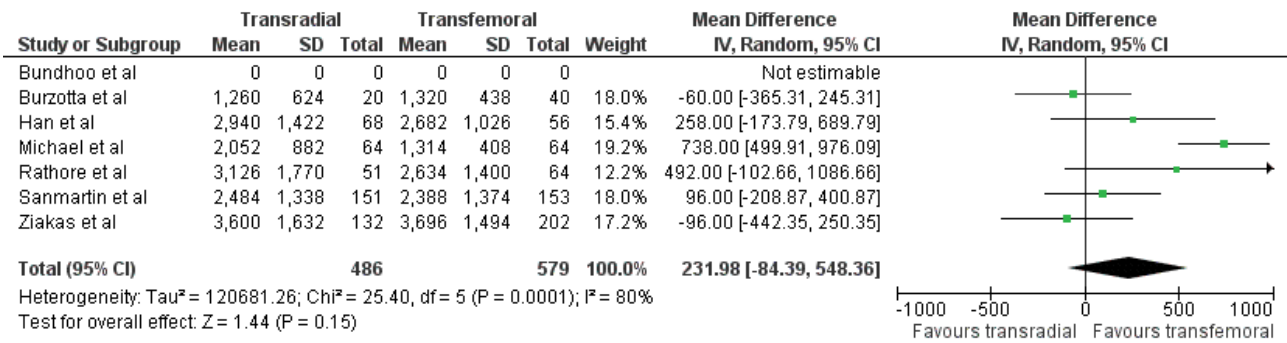 Transradial Transfemoral Mean Difference Mean Difference
Study or Subgroup Mean SD Total Mean SD Total Weight IV, Random, 95% CI IV, Random, 95% CI
Bundhoo et al 0 0 0 0 0 0 Not estimable
Burzotta et al 1,260 624 20 1,320 438 40 18.0% -60.00 [-365.31, 245.31]
Han et al 2,940 1,422 68 2,682 1,026 56 15.4% 258.00 [-173.79, 689.79]
Michael et al 2,052 882 64 1,314 408 64 19.2% 738.00 [499.91, 976.09]
Rathore et al 3,126 1,770 51 2,634 1,400 64 12.2% 492.00 [-102.66, 1086.66]
Sanmartin et al 2,484 1,338 151 2,388 1,374 153 18.0% 96.00 [-208.87, 400.87]
Ziakas et al 3,600 1,632 132 3,696 1,494 202 17.2% -96.00 [-442.35, 250.35]
Total (95% CI) 486 579 100.0% 231.98 [-84.39, 548.36]
Heterogeneity: Tau² = 120681.26; Chi² = 25.40, df = 5 (P = 0.0001); I² = 80%
Test for overall effect: Z = 1.44 (P = 0.15)
-1000 -500 0 500 1000
Favours transradial Favours transfemoral